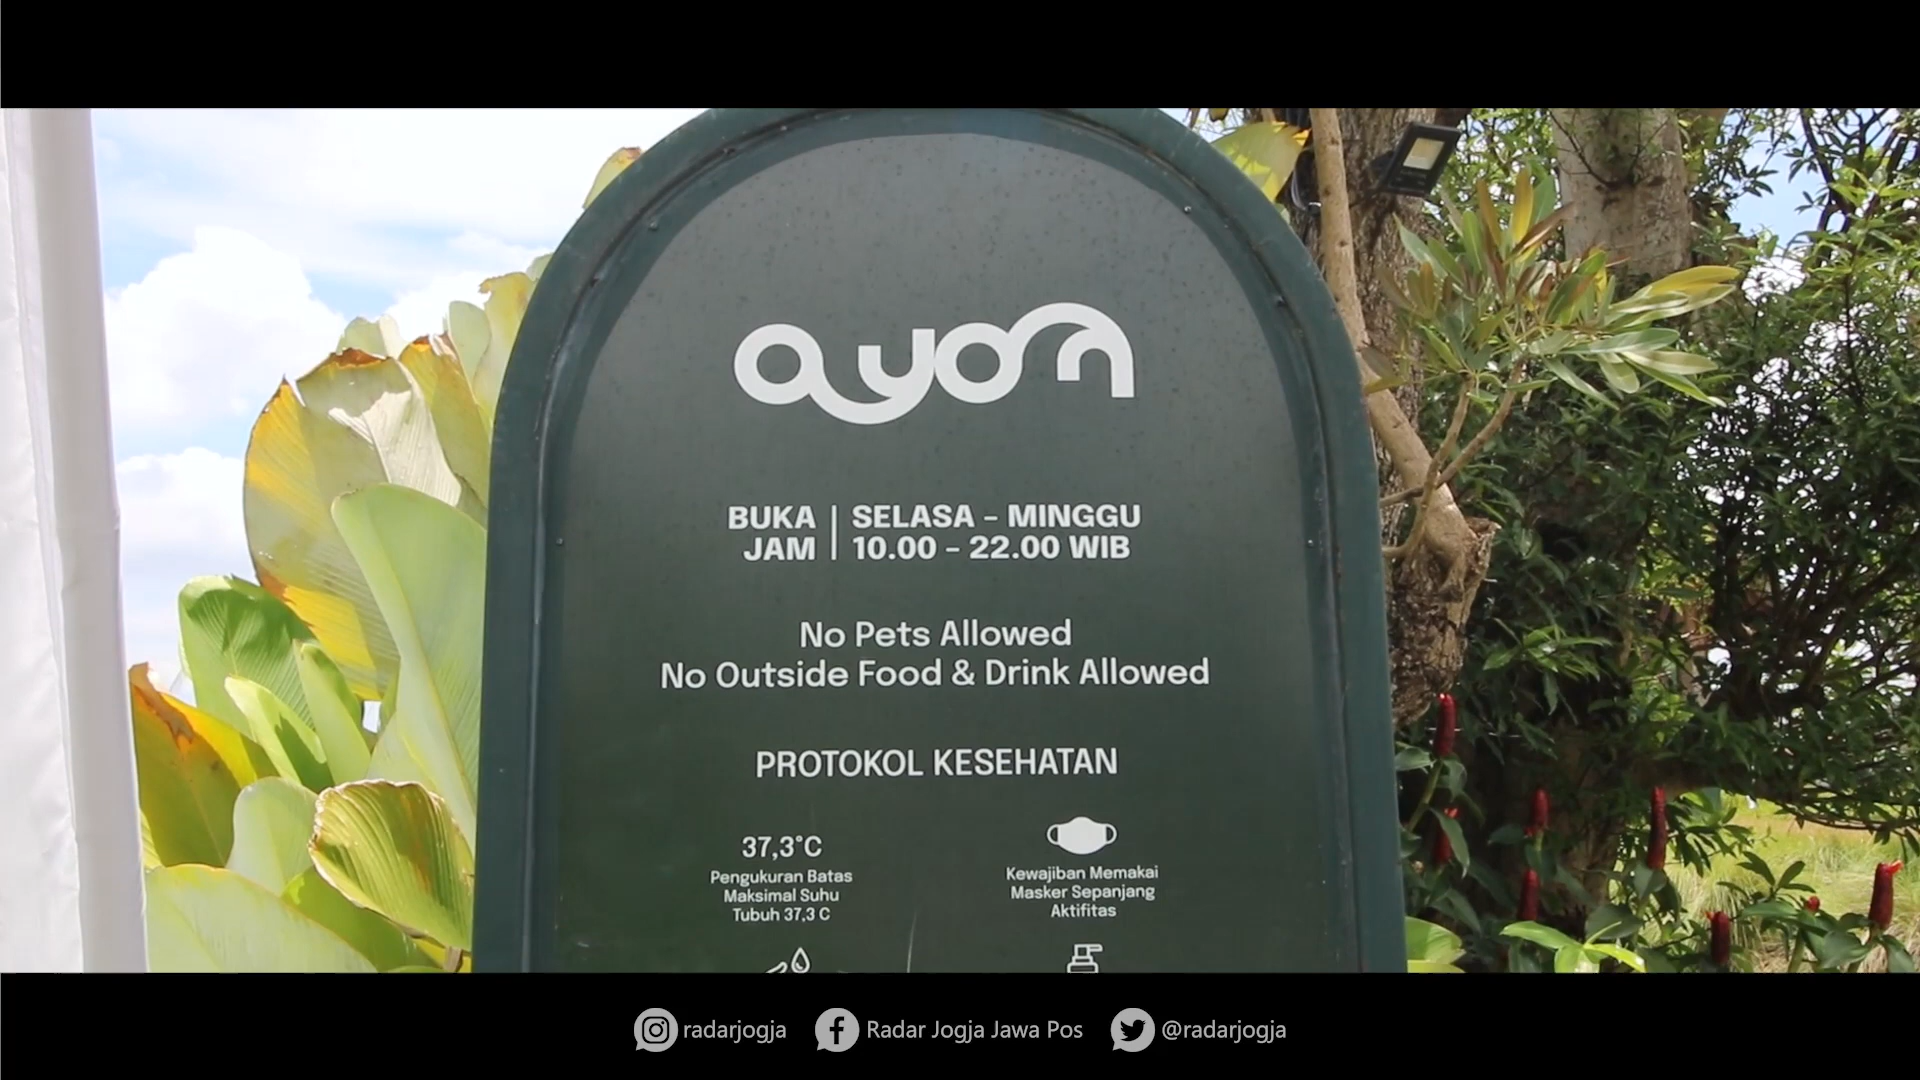 ayom
BUKA | SELASA – MINGGU
JAM | 10.00 – 22.00 WIB
No Pets Allowed
No Outside Food & Drink Allowed
PROTOKOL KESEHATAN
37,3°C
Pengukuran Batas
Maksimal Suhu
Tubuh 37,3 C
Kewajiban Memakai
Masker Sepanjang
Aktifitas
radarjogja
Radar Jogja Jawa Pos
@radarjogja